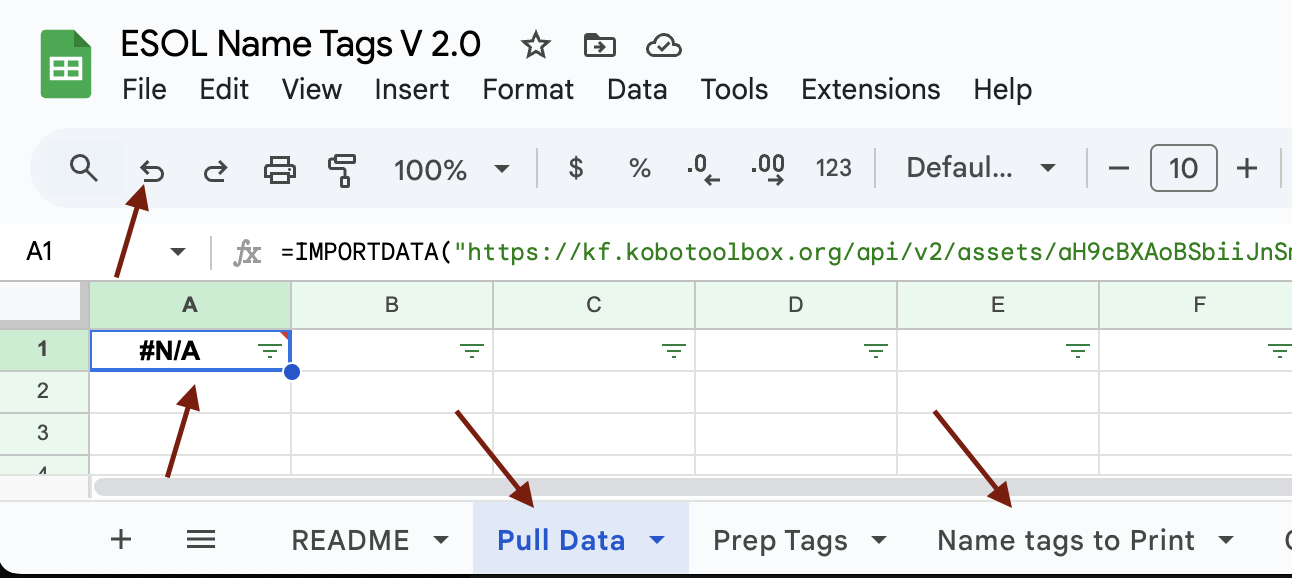 ESOL Name Tags V 2.0
File Edit View Insert Format Data Tools Extensions Help
100% $ % .0 .00 123 Defaul... − 10 +
A1 fx =IMPORTDATA("https://kf.kobotoolbox.org/api/v2/assets/aH9cBXAoBSbiiJnSr
A B C D E F
1 #N/A
2
3
4
+ README Pull Data Prep Tags Name tags to Print